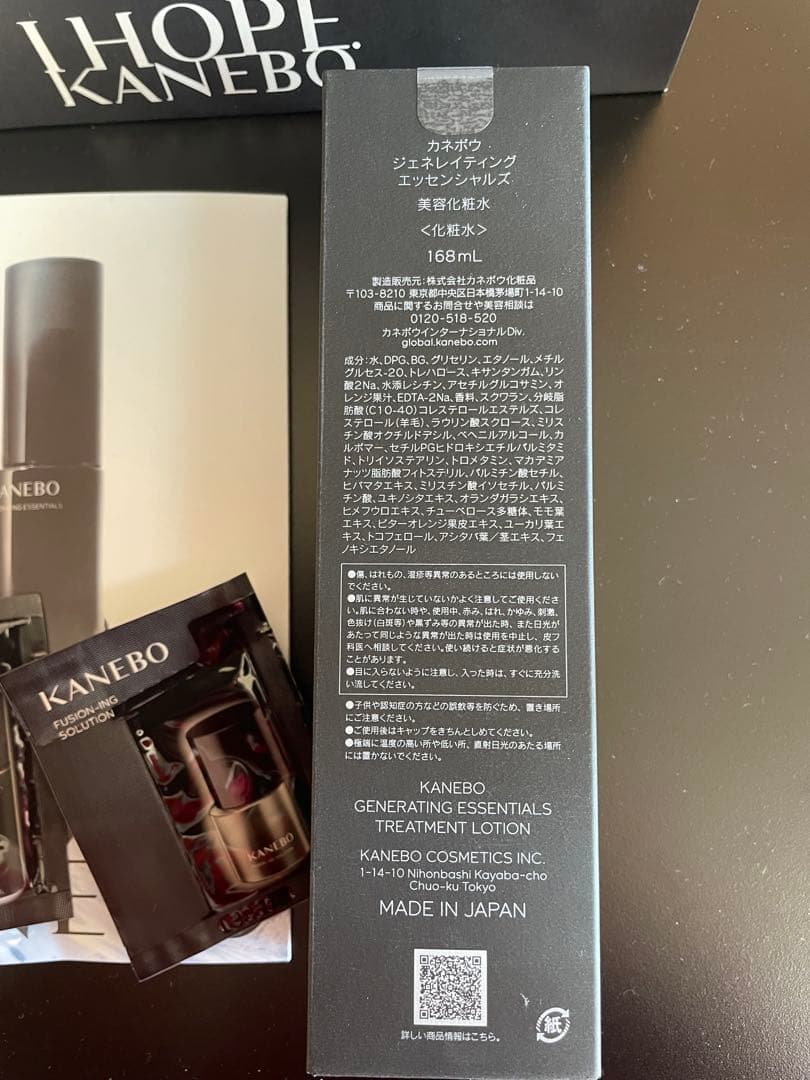 I HOPE.
KANEBO
カネボウ
ジェネレイティング
エッセンシャルズ
美容化粧水
<化粧水>
168mL
製造販売元:株式会社カネボウ化粧品
〒103-8210 東京都中央区日本橋茅場町1-14-10
商品に関するお問合せや美容相談は
0120-518-520
カネボウインターナショナルDiv.
global.kanebo.com
成分:水、DPG、BG、グリセリン、エタノール、メチル
グルセス-20、トレハロース、キサンタンガム、リン
酸2Na、水添レシチン、アセチルグルコサミン、オ
レンジ果汁、EDTA-2Na、香料、スクワラン、分岐脂
肪酸(C10-40)コレステロールエステルズ、コレ
ステロール(羊毛)、ラウリン酸スクロース、ミリス
チン酸オクチルドデシル、ベヘニルアルコール、カ
ルボマー、セチルPGヒドロキシエチルパルミタミ
ド、トリイソステアリン、トロメタミン、マカデミア
ナッツ脂肪酸フィトステリル、パルミチン酸セチル、
ヒバマタエキス、ミリスチン酸イソセチル、パルミ
チン酸、ユキノシタエキス、オランダガラシエキス、
ヒメフウロエキス、チューベロース多糖体、モモ葉
エキス、ビターオレンジ果皮エキス、ユーカリ葉エ
キス、トコフェロール、アシタバ葉/茎エキス、フェ
ノキシエタノール
●傷、はれもの、湿疹等異常のあるところには使用しない
でください。
●肌に異常が生じていないかよく注意してご使用くださ
い。肌に合わない時や、使用中、赤み、はれ、かゆみ、刺激、
色抜け(白斑等)や黒ずみ等の異常が出た時、また日光が
あたって同じような異常が出た時は使用を中止し、皮フ
科医へ相談してください。使い続けると症状が悪化する
ことがあります。
●目に入らないように注意し、入った時は、すぐに充分洗
い流してください。
●子供や認知症の方などの誤飲等を防ぐため、置き場所
にご注意ください。
●ご使用後はキャップをきちんとしめてください。
●極端に温度の高い所や低い所、直射日光のあたる場所
には置かないでください。
KANEBO
GENERATING ESSENTIALS
TREATMENT LOTION
KANEBO COSMETICS INC.
1-14-10 Nihonbashi Kayaba-cho
Chuo-ku Tokyo
MADE IN JAPAN
詳しい商品情報はこちら。
紙
ANEBO
ESSENTIALS
KANEBO
FUSION-ING
SOLUTION
KANEBO